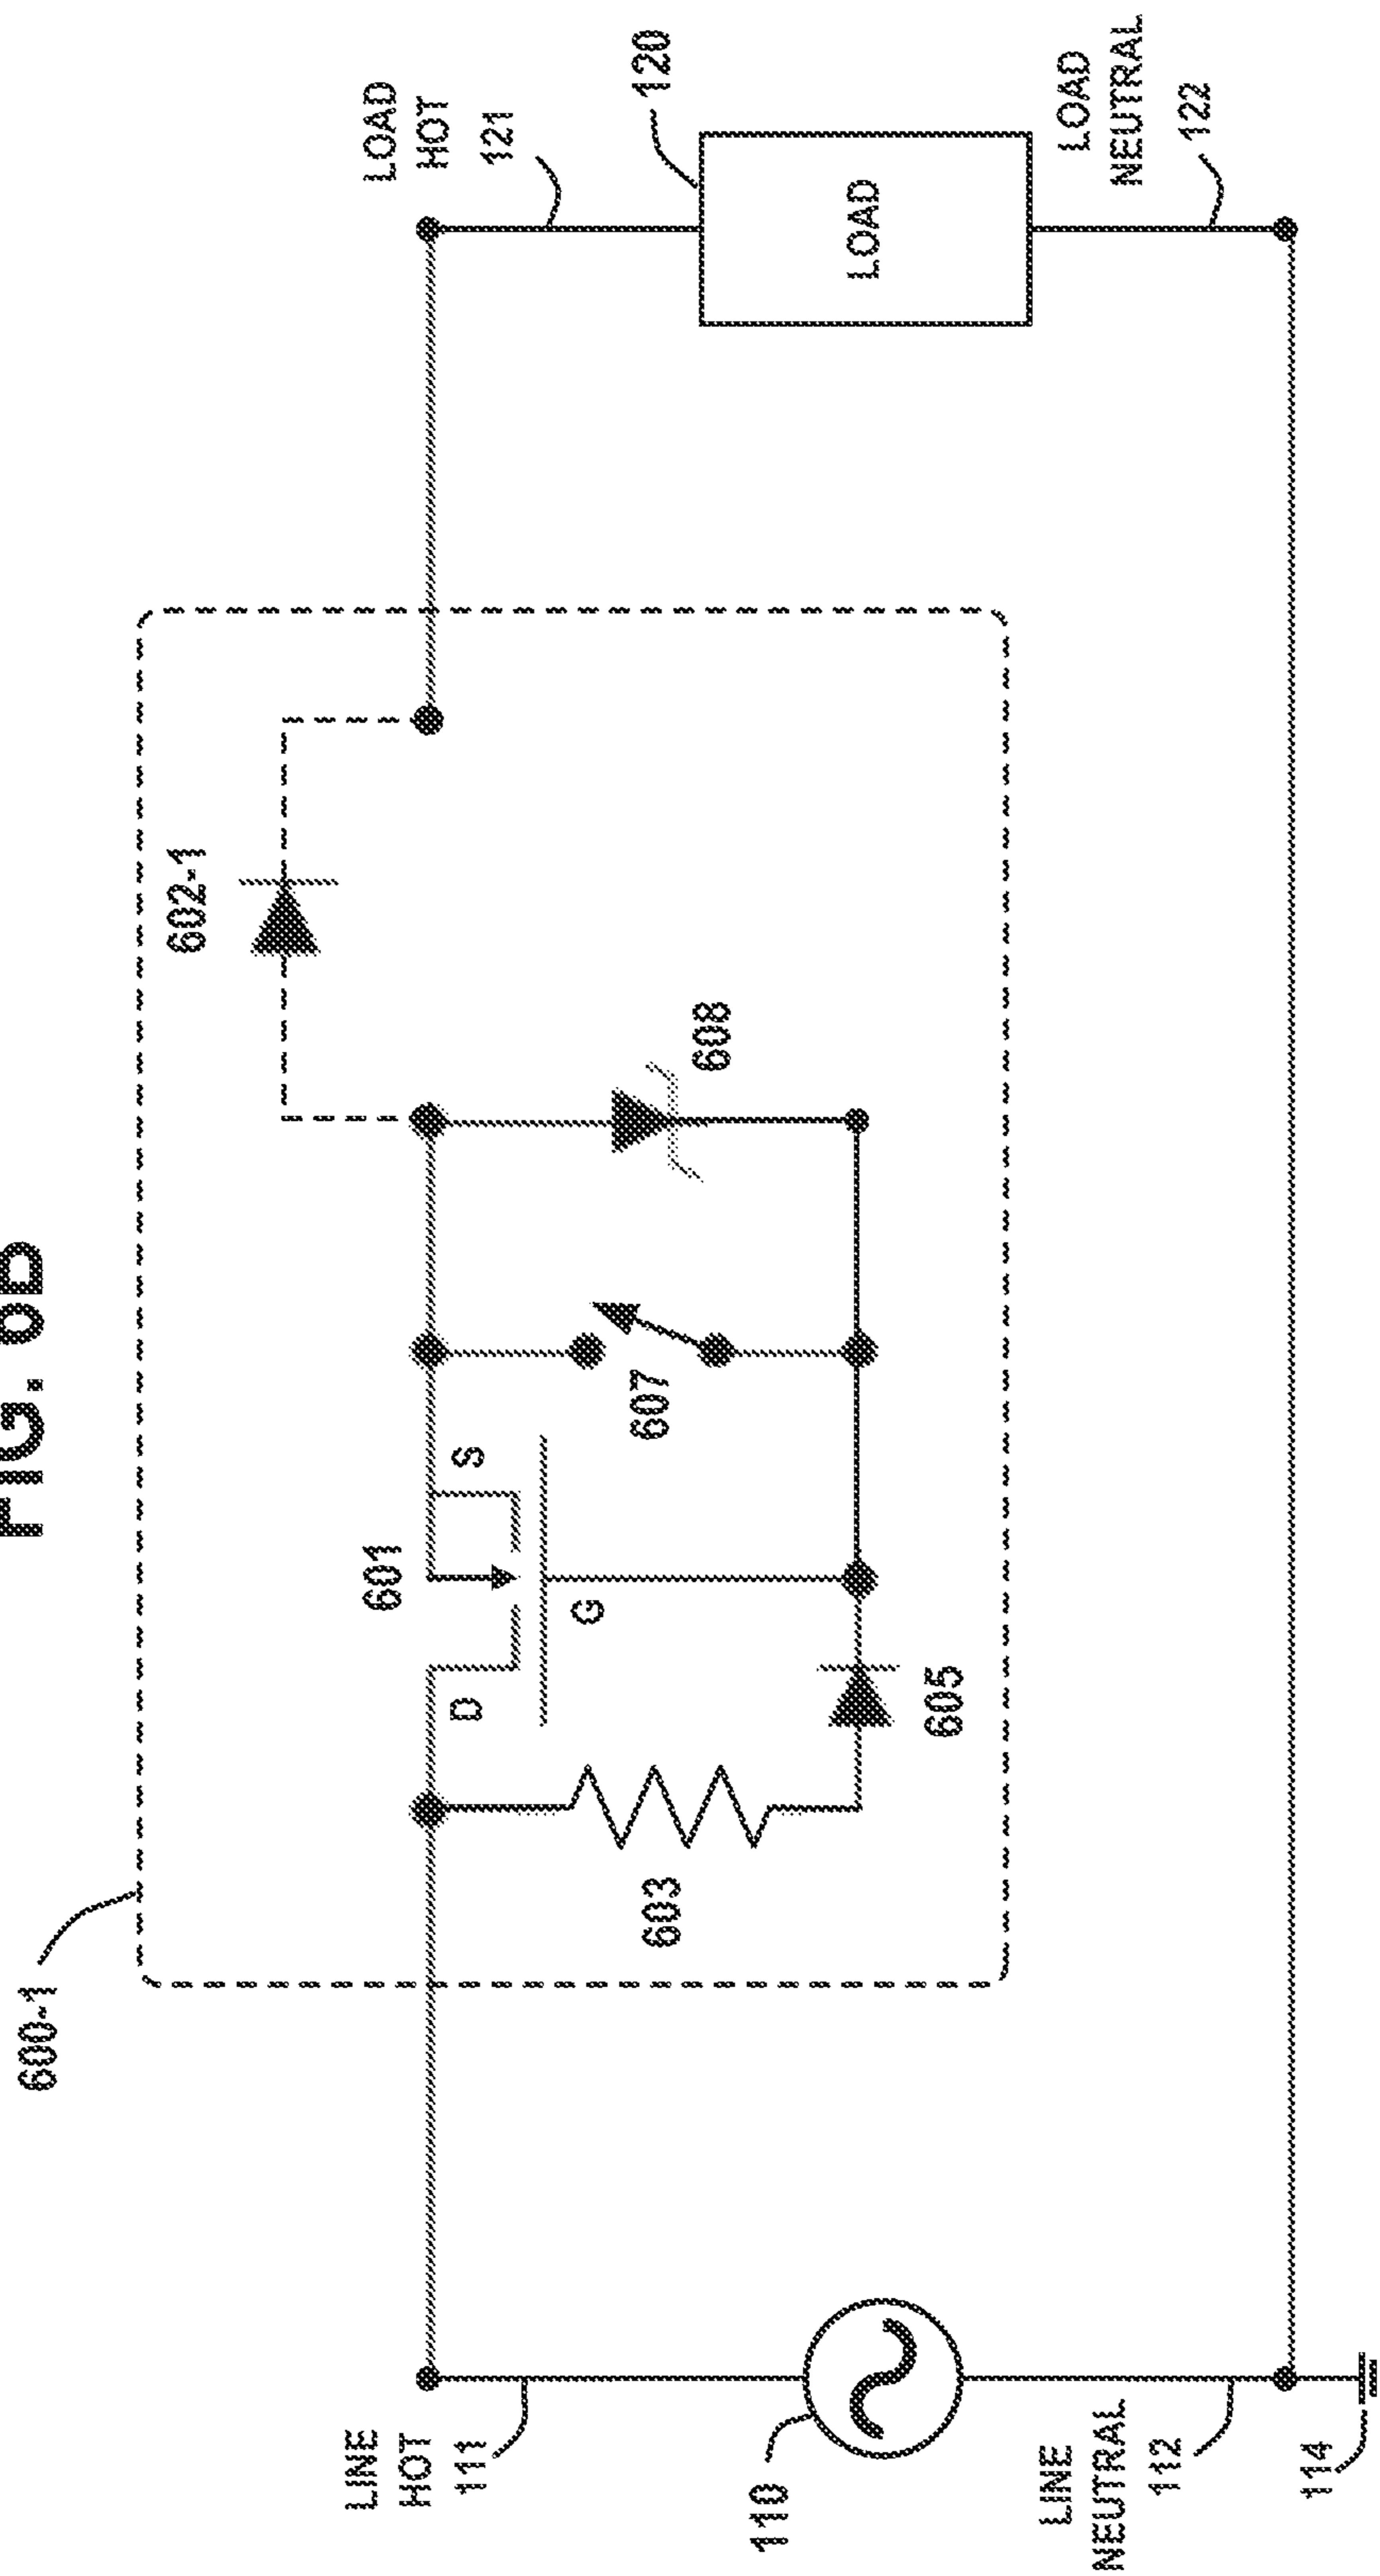 FIG. 6B
600-1
602-1
LINE
HOT
111
601
LOAD
HOT
121
D
S
G
603
607
608
120
110
LOAD
605
LINE
NEUTRAL
112
LOAD
NEUTRAL
122
114